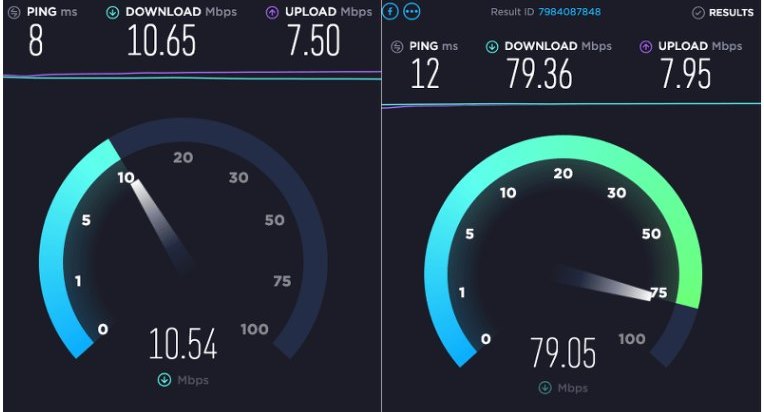 PING ms DOWNLOAD Mbps UPLOAD Mbps
8 10.65 7.50
0
1
5
10
20
30
50
75
100
10.54
Mbps
Result ID 7984087848 RESULTS
PING ms DOWNLOAD Mbps UPLOAD Mbps
12 79.36 7.95
0
1
5
10
20
30
50
75
100
79.05
Mbps